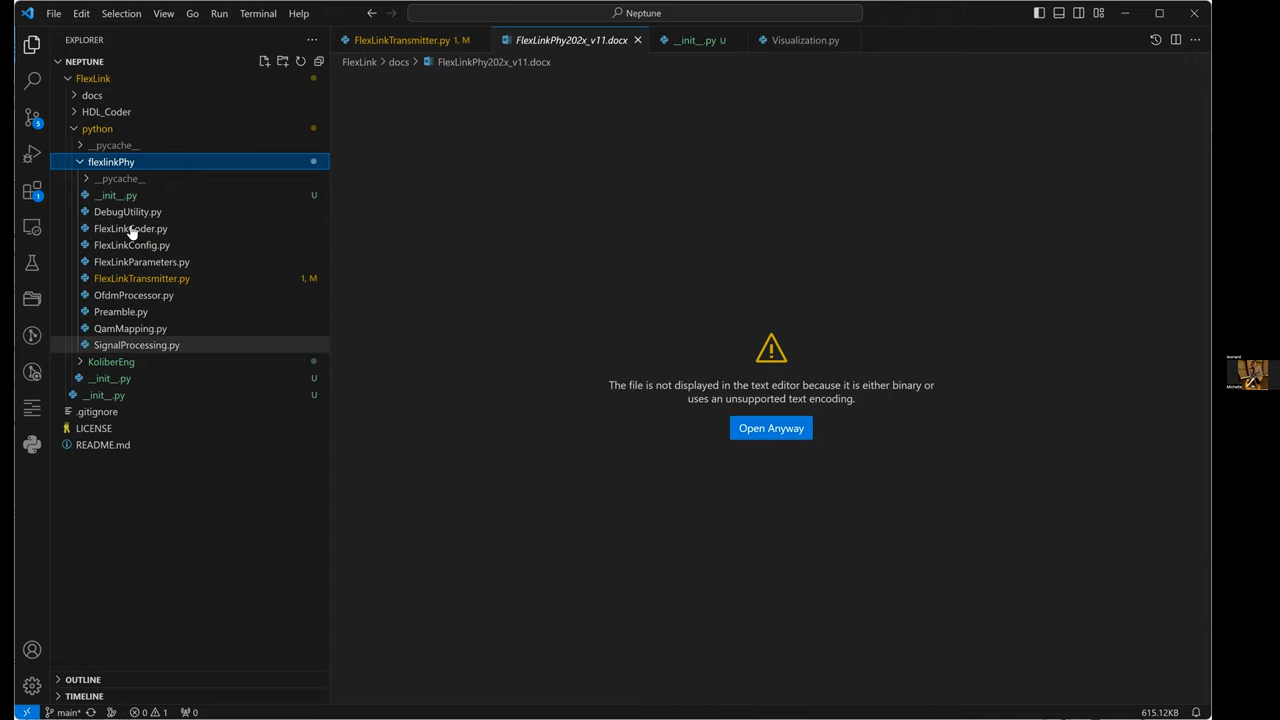 File Edit Selection View Go Run Terminal Help
Neptune
EXPLORER
FlexLinkTransmitter.py 1, M
FlexLinkPhy202x_v11.docx
__init__.py U
Visualization.py
NEPTUNE
FlexLink > docs > FlexLinkPhy202x_v11.docx
FlexLink
docs
HDL_Coder
python
__pycache__
flexlinkPhy
__pycache__
__init__.py U
DebugUtility.py
FlexLinkCoder.py
FlexLinkConfig.py
FlexLinkParameters.py
FlexLinkTransmitter.py 1, M
OfdmProcessor.py
Preamble.py
QamMapping.py
SignalProcessing.py
KoliberEng
__init__.py U
__init__.py U
.gitignore
LICENSE
README.md
5
1
The file is not displayed in the text editor because it is either binary or
uses an unsupported text encoding.
Open Anyway
leonard
Michelle
OUTLINE
TIMELINE
main* 0 1 0
615.12KB